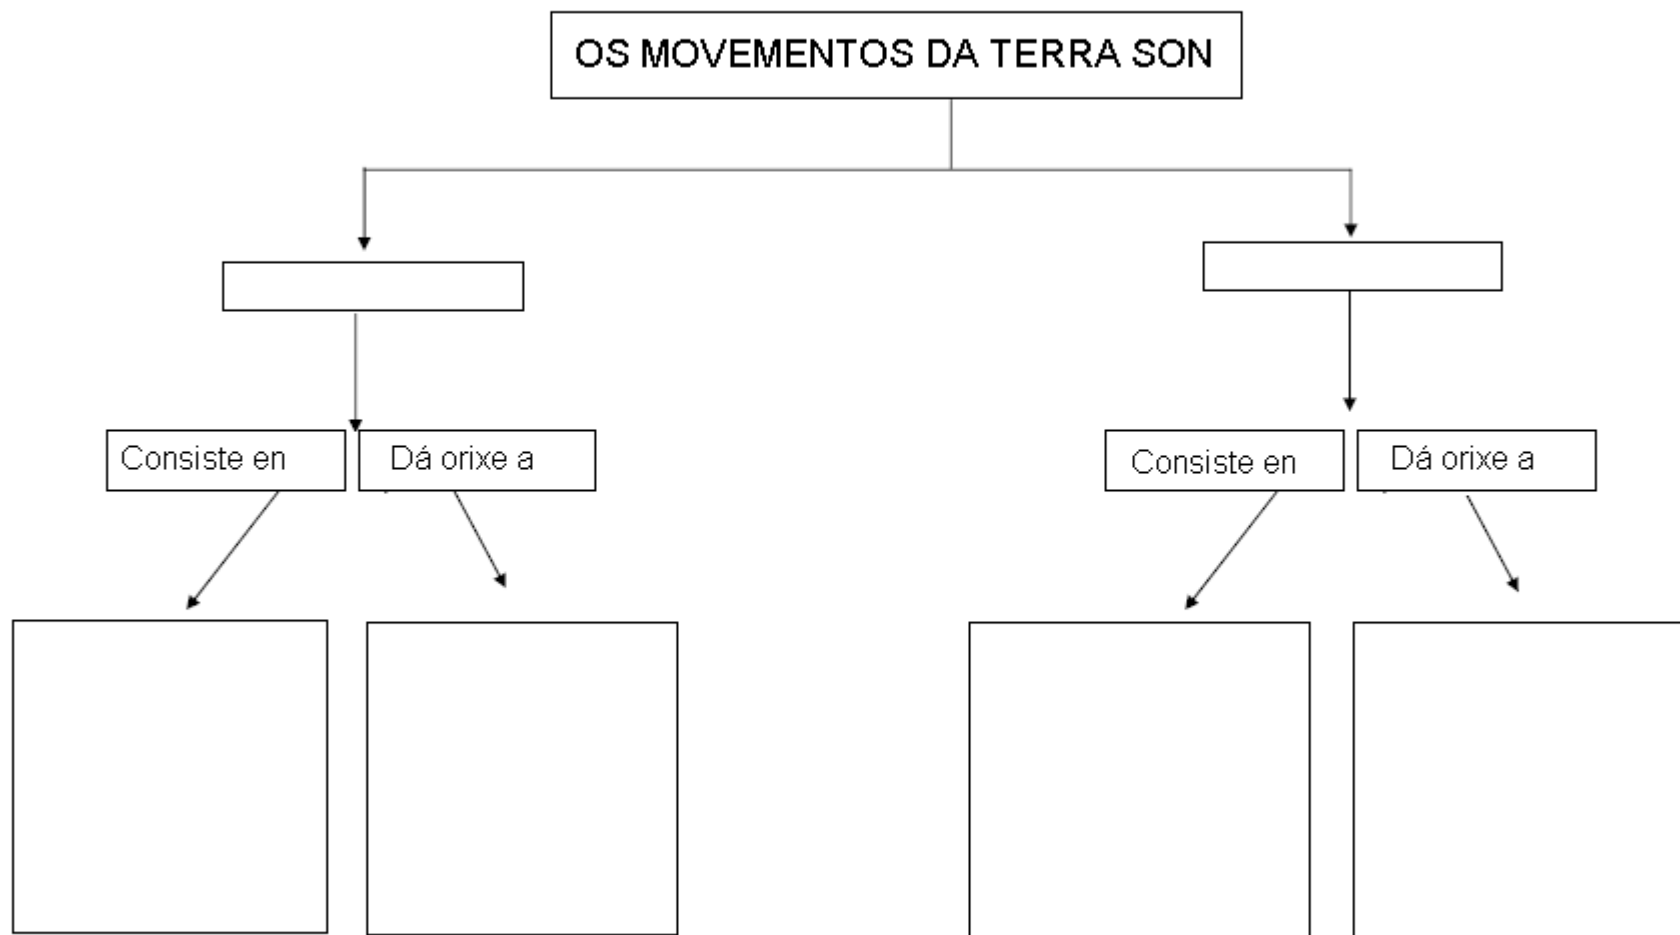 OS MOVEMENTOS DA TERRA SON
Consiste en
Dá orixe a
Consiste en
Dá orixe a